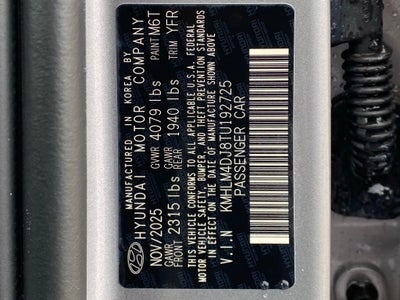 MANUFACTURED IN KOREA BY
HYUNDAI MOTOR COMPANY
NOV/2025 GVWR 4079 lbs PAINT M6T
GAWR FRONT 2315 lbs GAWR REAR 1940 lbs TRIM YFR
THIS VEHICLE CONFORMS TO ALL APPLICABLE U.S.A. FEDERAL
MOTOR VEHICLE SAFETY, BUMPER, AND THEFT PREVENTION STANDARDS
IN EFFECT ON THE DATE OF MANUFACTURE SHOWN ABOVE.
V.I.N KMHLM4DX8TU192725
PASSENGER CAR